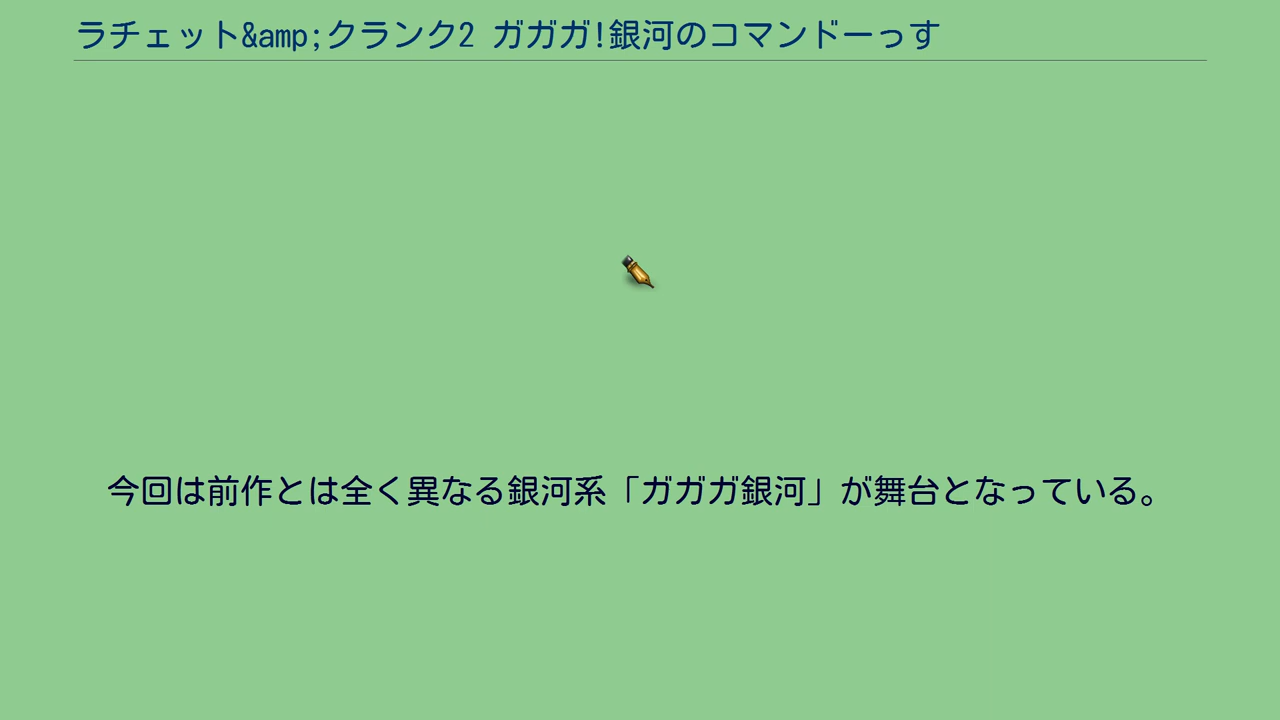 ラチェット&amp;クランク2 ガガガ!銀河のコマンドーっす
今回は前作とは全く異なる銀河系「ガガガ銀河」が舞台となっている。